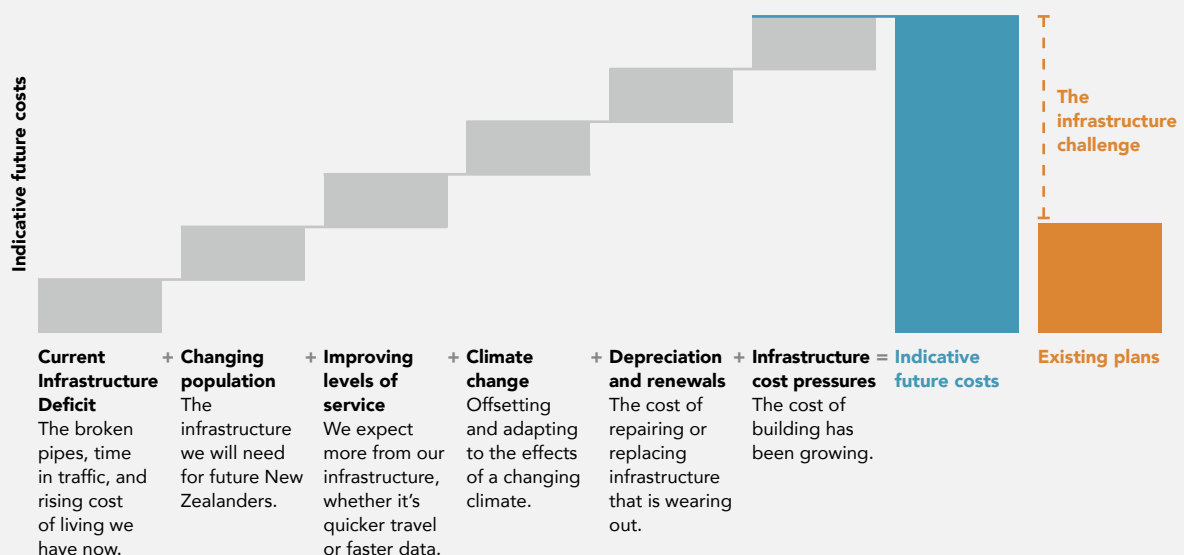 Indicative future costs
The
infrastructure
challenge
Current
Infrastructure
Deficit
The broken
pipes, time
in traffic, and
rising cost
of living we
have now.
+
Changing
population
The
infrastructure
we will need
for future New
Zealanders.
+
Improving
levels of
service
We expect
more from our
infrastructure,
whether it’s
quicker travel
or faster data.
+
Climate
change
Offsetting
and adapting
to the effects
of a changing
climate.
+
Depreciation
and renewals
The cost of
repairing or
replacing
infrastructure
that is wearing
out.
+
Infrastructure
cost pressures
The cost of
building has
been growing.
=
Indicative
future costs
Existing plans